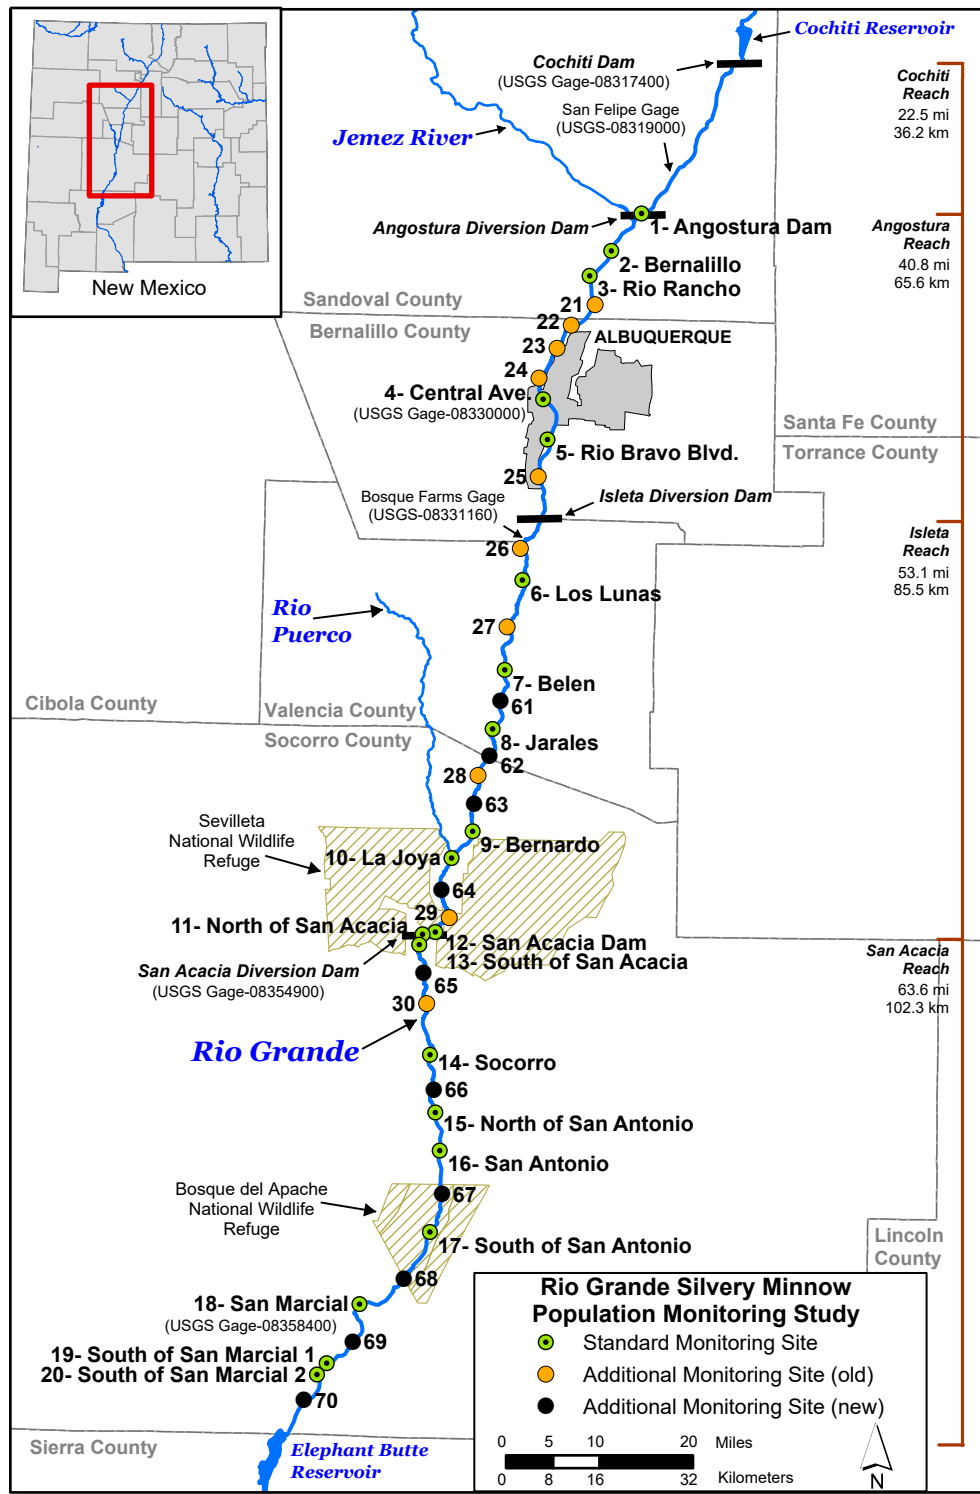 Cochiti Reservoir
Cochiti Dam
(USGS Gage-08317400)
San Felipe Gage
(USGS-08319000)
Jemez River
New Mexico
Cochiti
Reach
22.5 mi
36.2 km
Angostura Diversion Dam
1- Angostura Dam
Angostura
Reach
40.8 mi
65.6 km
2- Bernalillo
3- Rio Rancho
Sandoval County
Bernalillo County
21
22
23
24
ALBUQUERQUE
4- Central Ave.
(USGS Gage-08330000)
Santa Fe County
Torrance County
5- Rio Bravo Blvd.
25
Bosque Farms Gage
(USGS-08331160)
Isleta Diversion Dam
Isleta
Reach
53.1 mi
85.5 km
26
6- Los Lunas
Rio
Puerco
27
7- Belen
61
Cibola County
Valencia County
Socorro County
8- Jarales
62
28
63
Sevilleta
National Wildlife
Refuge
9- Bernardo
10- La Joya
64
29
11- North of San Acacia
12- San Acacia Dam
13- South of San Acacia
San Acacia Diversion Dam
(USGS Gage-08354900)
San Acacia
Reach
63.6 mi
102.3 km
65
30
Rio Grande
14- Socorro
66
15- North of San Antonio
16- San Antonio
Bosque del Apache
National Wildlife
Refuge
67
17- South of San Antonio
Lincoln
County
68
18- San Marcial
(USGS Gage-08358400)
69
19- South of San Marcial 1
20- South of San Marcial 2
70
Sierra County
Elephant Butte
Reservoir
Rio Grande Silvery Minnow
Population Monitoring Study
Standard Monitoring Site
Additional Monitoring Site (old)
Additional Monitoring Site (new)
0 5 10 20 Miles
0 8 16 32 Kilometers
N